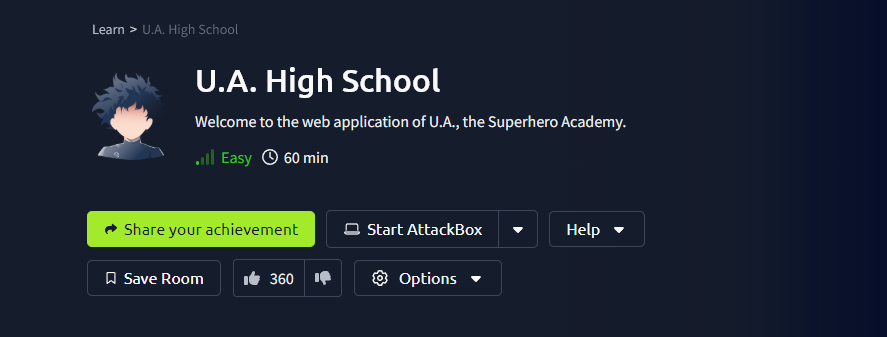 Learn > U.A. High School
U.A. High School
Welcome to the web application of U.A., the Superhero Academy.
Easy 60 min
Share your achievement Start AttackBox Help
Save Room 360 Options